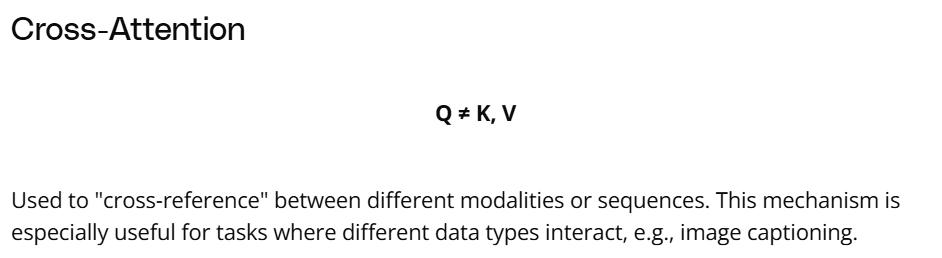 Cross-Attention
Q ≠ K, V
Used to "cross-reference" between different modalities or sequences. This mechanism is
especially useful for tasks where different data types interact, e.g., image captioning.